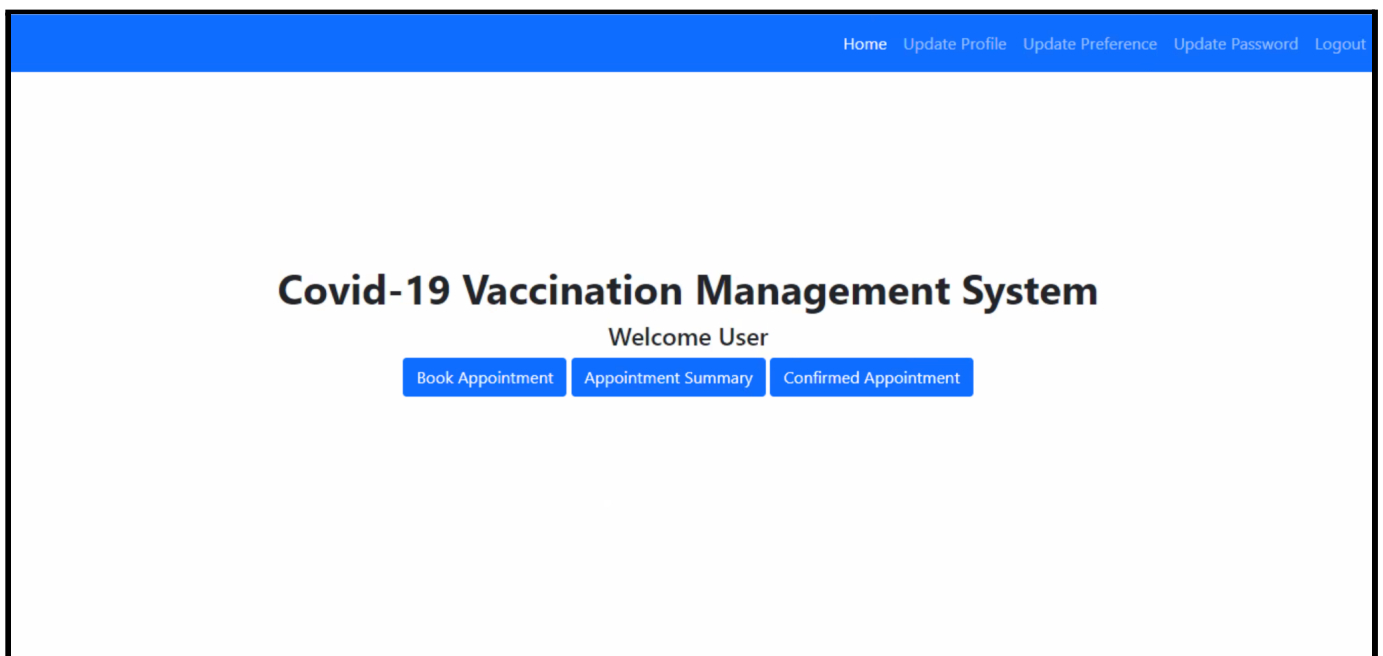 Home Update Profile Update Preference Update Password Logout
Covid-19 Vaccination Management System
Welcome User
Book Appointment Appointment Summary Confirmed Appointment